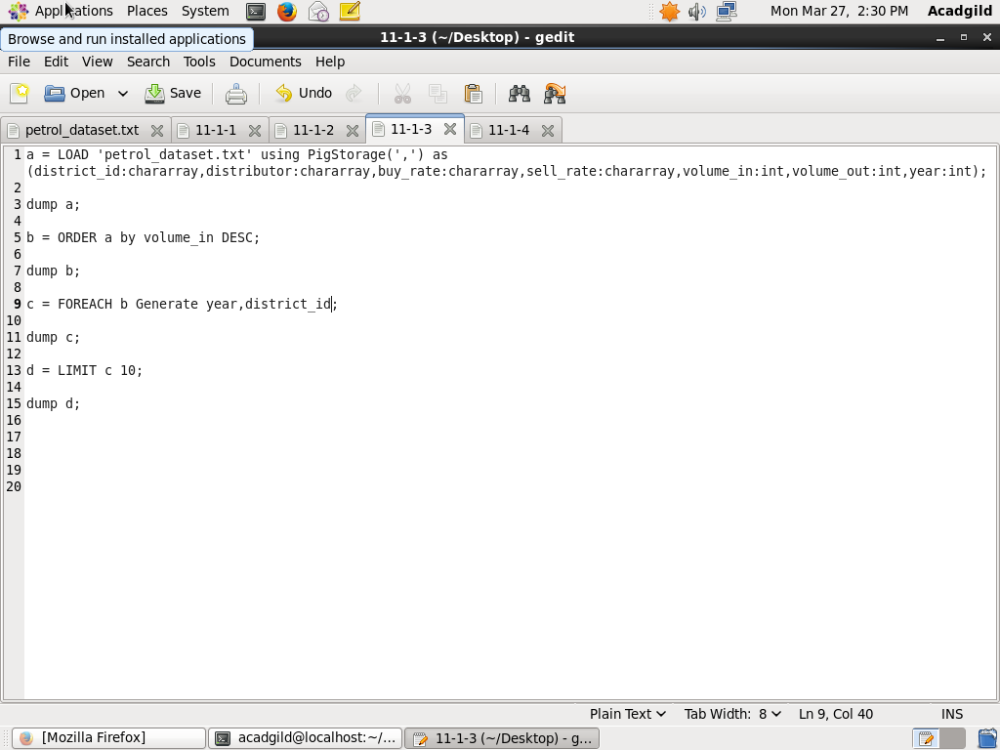 Applications Places System Mon Mar 27, 2:30 PM Acadgild
Browse and run installed applications
11-1-3 (~/Desktop) - gedit
File Edit View Search Tools Documents Help
Open Save Undo
petrol_dataset.txt 11-1-1 11-1-2 11-1-3 11-1-4
1 a = LOAD 'petrol_dataset.txt' using PigStorage(',') as
(district_id:chararray,distributor:chararray,buy_rate:chararray,sell_rate:chararray,volume_in:int,volume_out:int,year:int);
2
3 dump a;
4
5 b = ORDER a by volume_in DESC;
6
7 dump b;
8
9 c = FOREACH b Generate year,district_id;
10
11 dump c;
12
13 d = LIMIT c 10;
14
15 dump d;
16
17
18
19
20
Plain Text Tab Width: 8 Ln 9, Col 40 INS
[Mozilla Firefox] acadgild@localhost:~/... 11-1-3 (~/Desktop) - g...